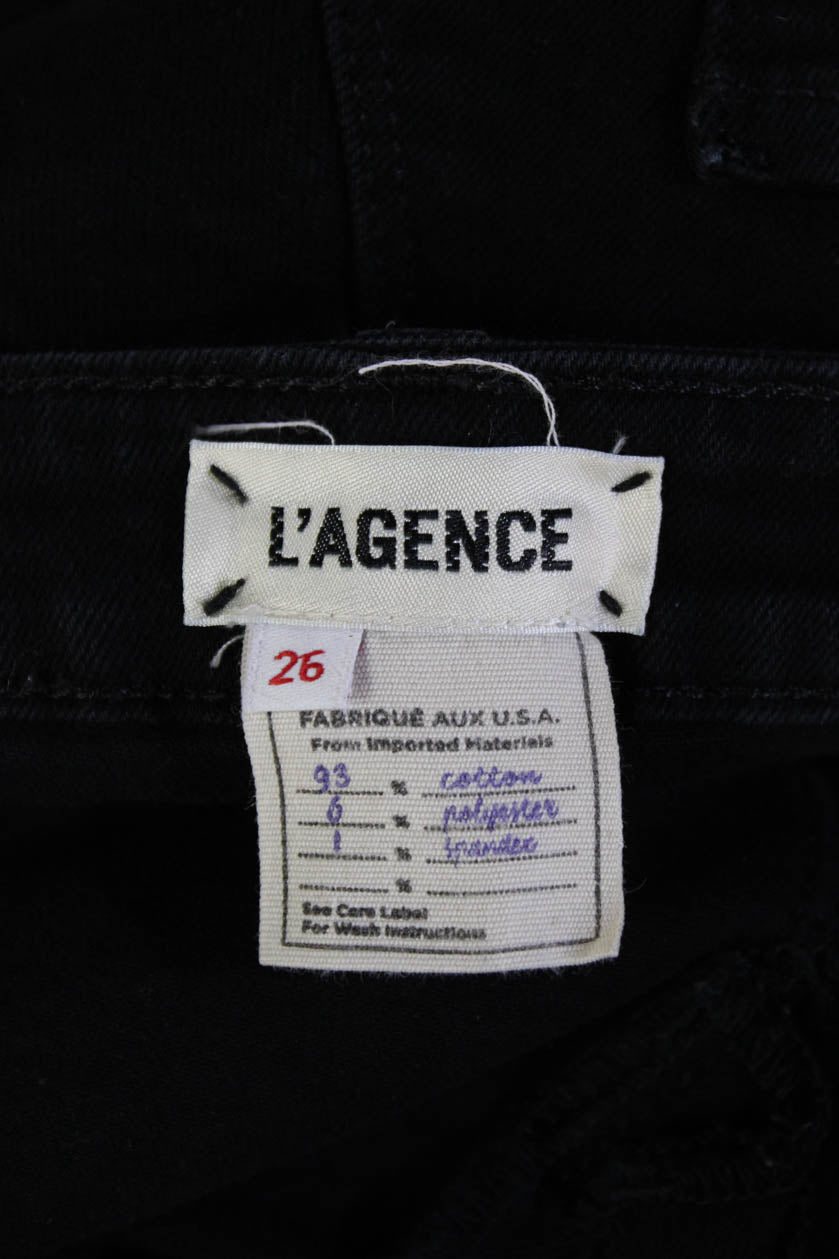 L'AGENCE
26
FABRIQUÉ AUX U.S.A.
From Imported Materials
93 % cotton
6 % polyester
1 % spandex
%
See Care Label
For Wash Instructions